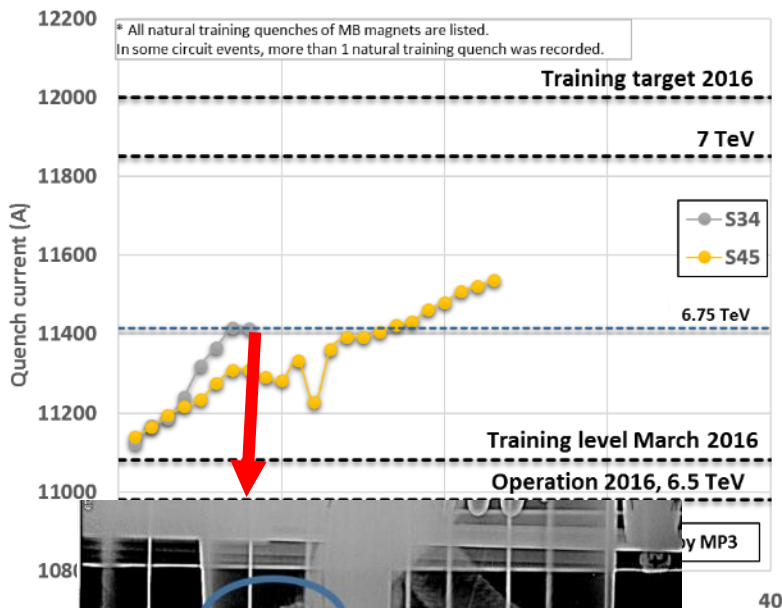 12200
* All natural training quenches of MB magnets are listed.
In some circuit events, more than 1 natural training quench was recorded.
Training target 2016
12000
7 TeV
11800
S34
S45
11600
Quench current (A)
6.75 TeV
11400
11200
Training level March 2016
Operation 2016, 6.5 TeV
11000
by MP3
1080
40